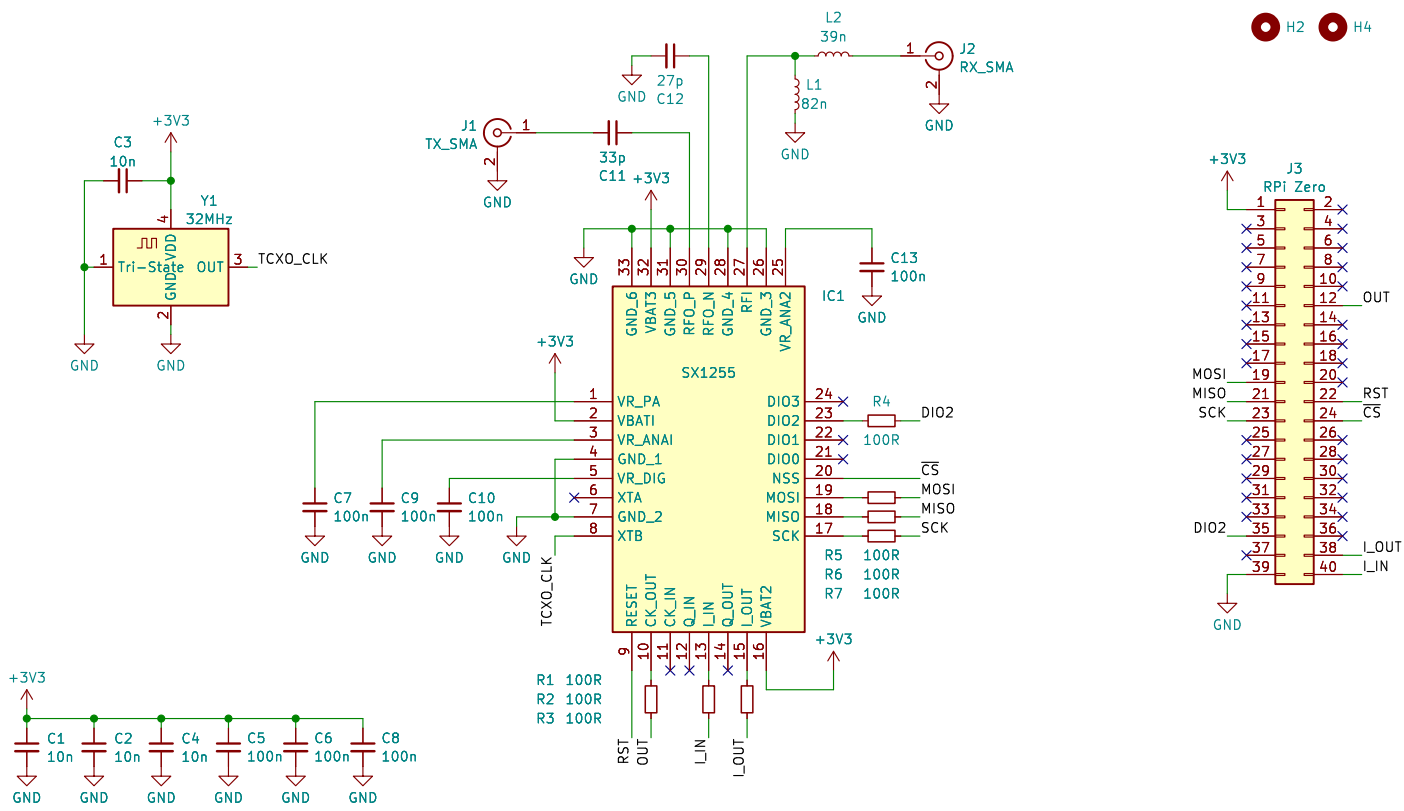 H2
H4
+3V3
C3
10n
4
Y1
32MHz
VDD
1
Tri-State
OUT
3
TCXO_CLK
GND
2
GND
GND
L2
39n
1
J2
RX_SMA
2
GND
L1
82n
GND
GND
27p
C12
J1
TX_SMA
1
2
GND
33p
C11
+3V3
GND
33
32
31
30
29
28
27
26
25
C13
100n
GND
IC1
GND_6
VBAT3
GND_5
RFO_P
RFO_N
GND_4
RFI
GND_3
VR_ANA2
SX1255
+3V3
1
VR_PA
2
VBATI
3
VR_ANAI
4
GND_1
5
VR_DIG
6
XTA
7
GND_2
8
XTB
DIO3
24
DIO2
23
R4
100R
DIO2
DIO1
22
DIO0
21
NSS
20
CS
MOSI
19
MOSI
MISO
18
MISO
SCK
17
SCK
C7
100n
GND
C9
100n
GND
C10
100n
GND
GND
TCXO_CLK
R5 100R
R6 100R
R7 100R
RESET
CK_OUT
CK_IN
Q_IN
I_IN
Q_OUT
I_OUT
VBAT2
9
10
11
12
13
14
15
16
+3V3
R1 100R
R2 100R
R3 100R
RST
OUT
I_IN
I_OUT
+3V3
C1
10n
C2
10n
C4
10n
C5
100n
C6
100n
C8
100n
GND
GND
GND
GND
GND
GND
+3V3
J3
RPi Zero
1
2
3
4
5
6
7
8
9
10
11
12
OUT
13
14
15
16
17
18
MOSI
19
20
MISO
21
22
RST
SCK
23
24
CS
25
26
27
28
29
30
31
32
33
34
DIO2
35
36
37
38
I_OUT
39
40
I_IN
GND